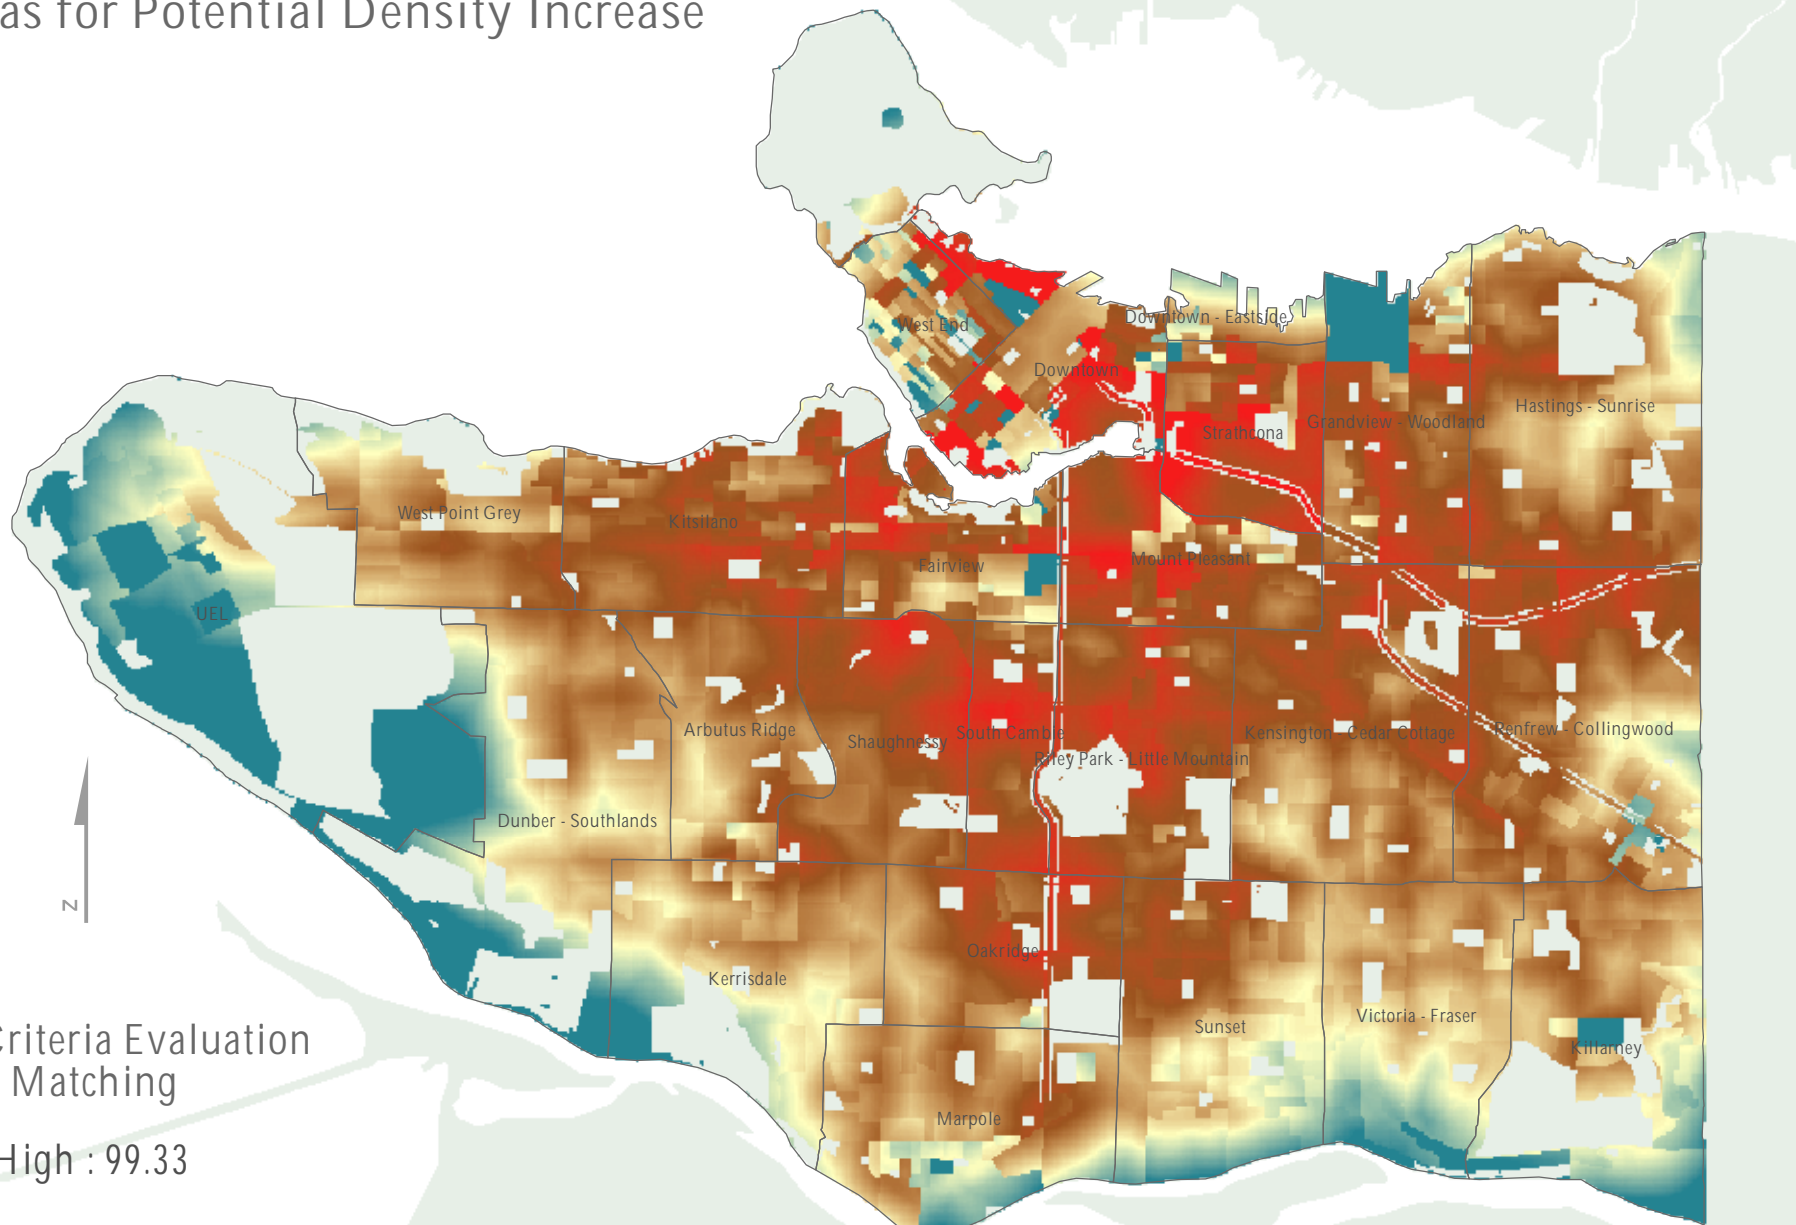 as for Potential Density Increase
West End
Downtown - Eastside
Downtown
Hastings - Sunrise
Grandview - Woodland
Strathcona
West Point Grey
Kitsilano
Fairview
Mount Pleasant
UEL
Arbutus Ridge
Shaughnessy
South Cambie
Riley Park - Little Mountain
Kensington - Cedar Cottage
Renfrew - Collingwood
Dunber - Southlands
N
Oakridge
Kerrisdale
Sunset
Victoria - Fraser
Killarney
Marpole
Criteria Evaluation
Matching
High : 99.33